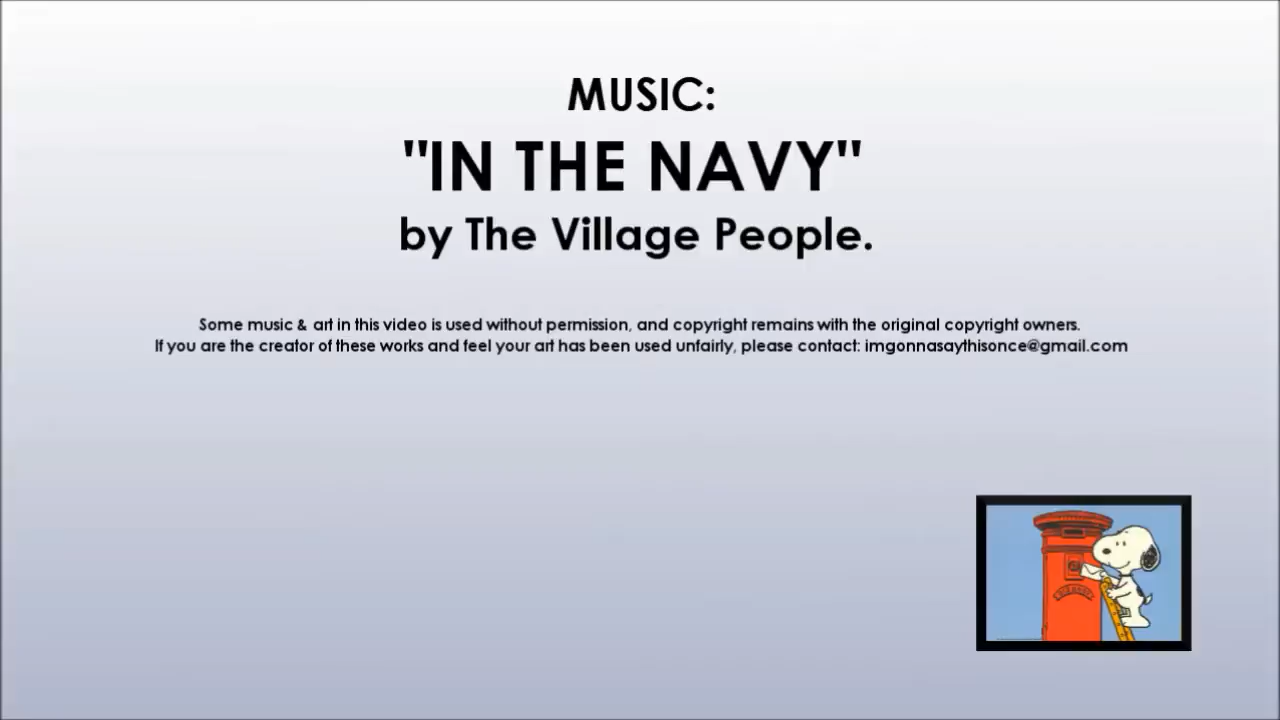 MUSIC:
"IN THE NAVY"
by The Village People.
Some music & art in this video is used without permission, and copyright remains with the original copyright owners.
If you are the creator of these works and feel your art has been used unfairly, please contact: imgonnasaythisonce@gmail.com